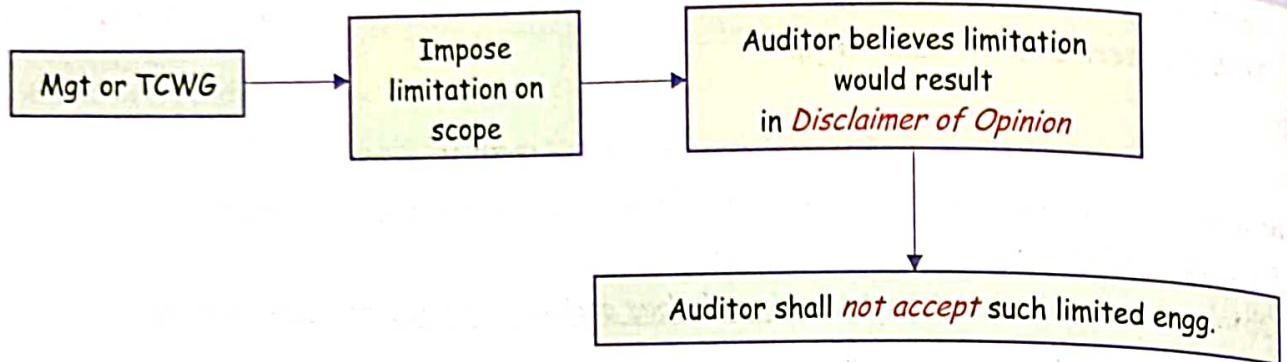 Mgt or TCWG
Impose
limitation on
scope
Auditor believes limitation
would result
in Disclaimer of Opinion
Auditor shall not accept such limited engg.